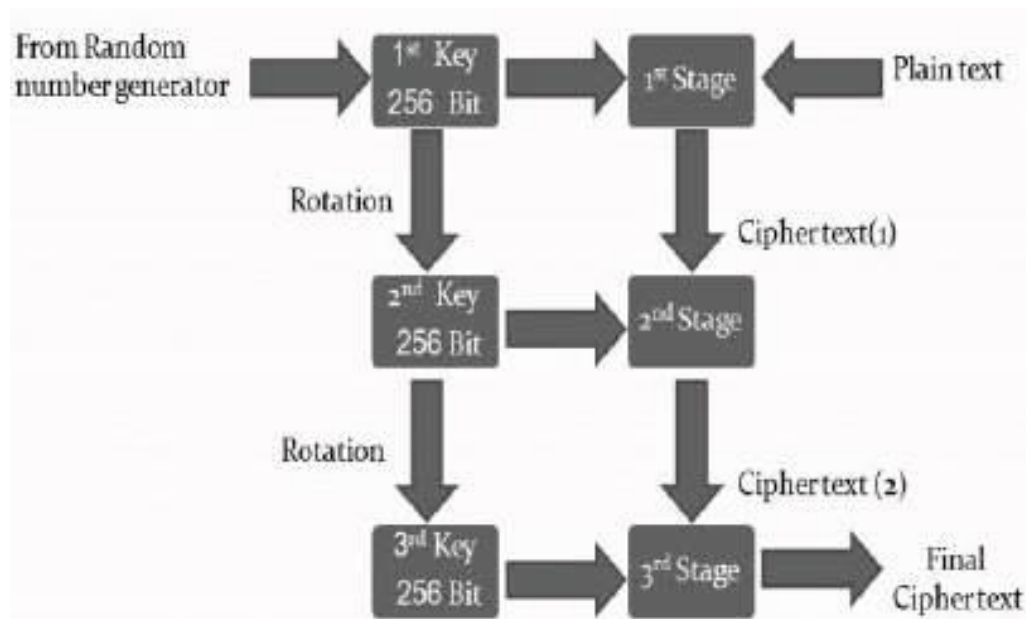 From Random
number generator
1st Key
256 Bit
1st Stage
Plain text
Rotation
Ciphertext(1)
2nd Key
256 Bit
2nd Stage
Rotation
Ciphertext (2)
3rd Key
256 Bit
3rd Stage
Final
Ciphertext